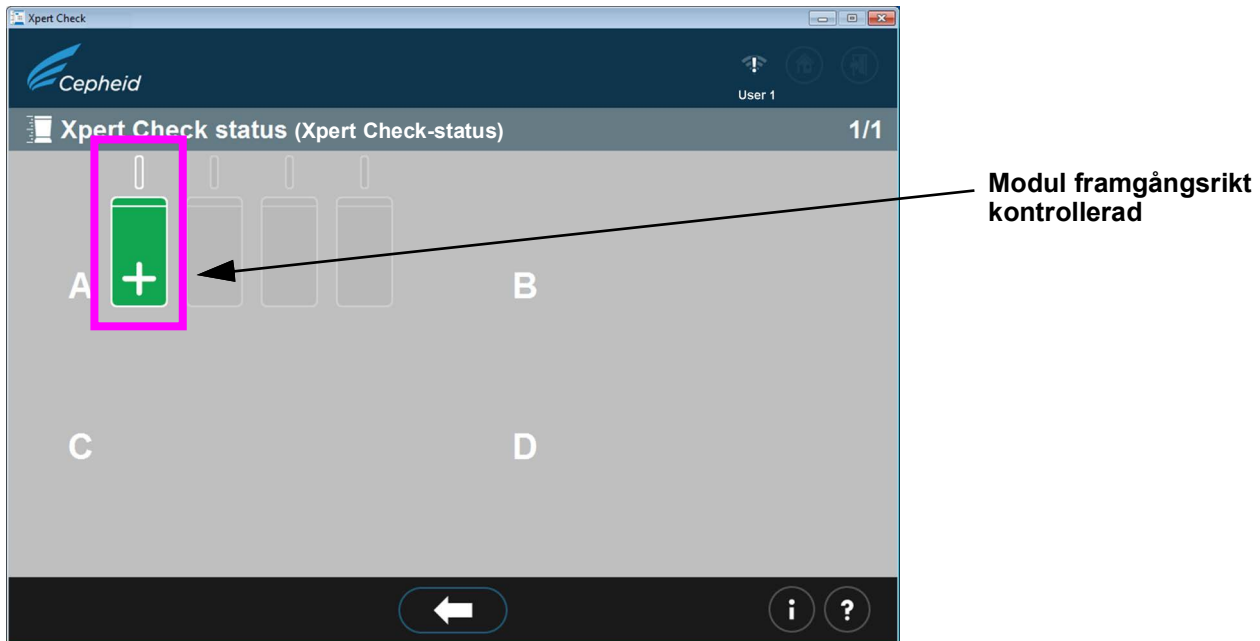 Xpert Check
Cepheid
User 1
Xpert Check status (Xpert Check-status)
1/1
Modul framgångsrikt
kontrollerad
A
B
C
D
i
?